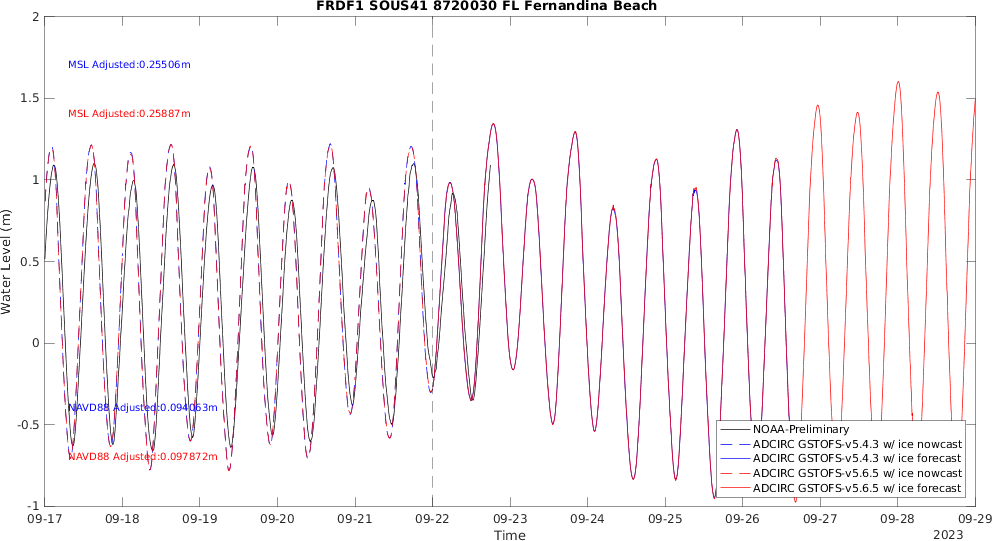 FRDF1 SOUS41 8720030 FL Fernandina Beach
2
1.5
1
0.5
0
-0.5
-1
Water Level (m)
MSL Adjusted:0.25506m
MSL Adjusted:0.25887m
NAVD88 Adjusted:0.094063m
NAVD88 Adjusted:0.097872m
NOAA-Preliminary
ADCIRC GSTOFS-v5.4.3 w/ ice nowcast
ADCIRC GSTOFS-v5.4.3 w/ ice forecast
ADCIRC GSTOFS-v5.6.5 w/ ice nowcast
ADCIRC GSTOFS-v5.6.5 w/ ice forecast
09-17 09-18 09-19 09-20 09-21 09-22 09-23 09-24 09-25 09-26 09-27 09-28 09-29
Time
2023